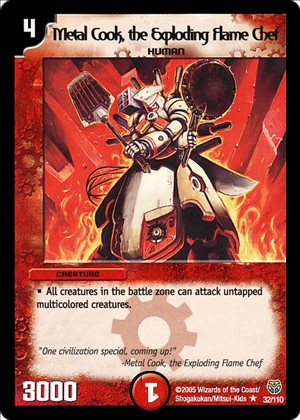 4
Metal Cook, the Exploding Flame Chef
HUMAN
CREATURE
▪ All creatures in the battle zone can attack untapped
multicolored creatures.
"One civilization special, coming up!"
-Metal Cook, the Exploding Flame Chef
3000
1
©2005 Wizards of the Coast/
Shogakukan/Mitsui-Kids ★ 32/110